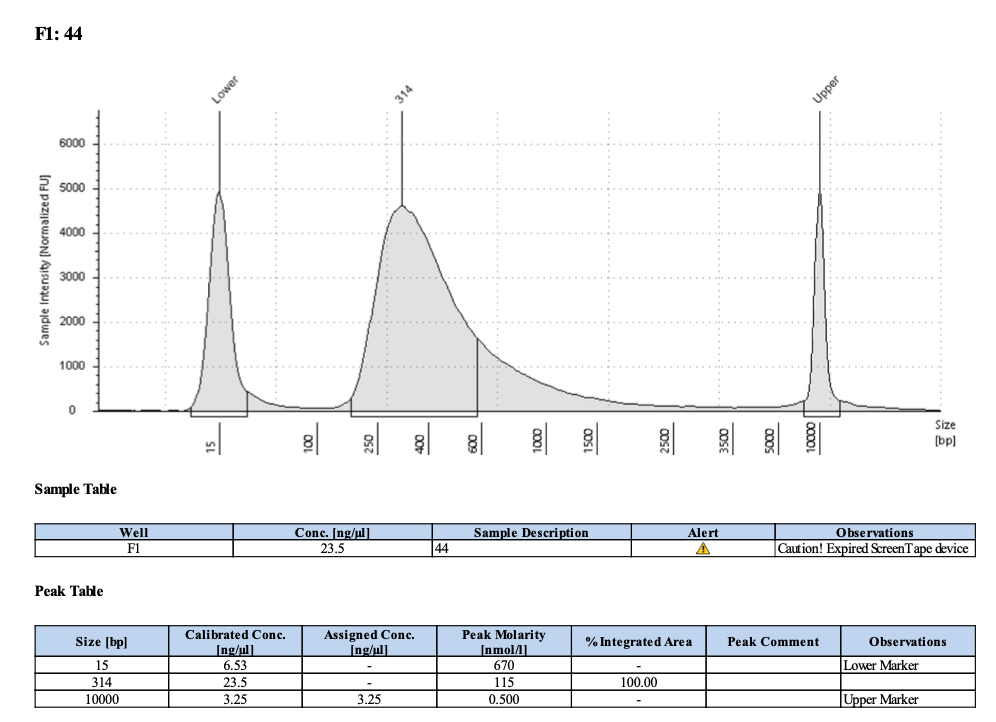 F1: 44
Lower
314
Upper
Sample Intensity [Normalized FU]
6000
5000
4000
3000
2000
1000
0
15
100
250
400
600
1000
1500
2500
3500
5000
10000
Size
[bp]
Sample Table
Well Conc. [ng/µl] Sample Description Alert Observations
F1 23.5 44 Caution! Expired ScreenTape device
Peak Table
Size [bp] Calibrated Conc. [ng/µl] Assigned Conc. [ng/µl] Peak Molarity [nmol/l] % Integrated Area Peak Comment Observations
15 6.53 - 670 - Lower Marker
314 23.5 - 115 100.00
10000 3.25 3.25 0.500 - Upper Marker